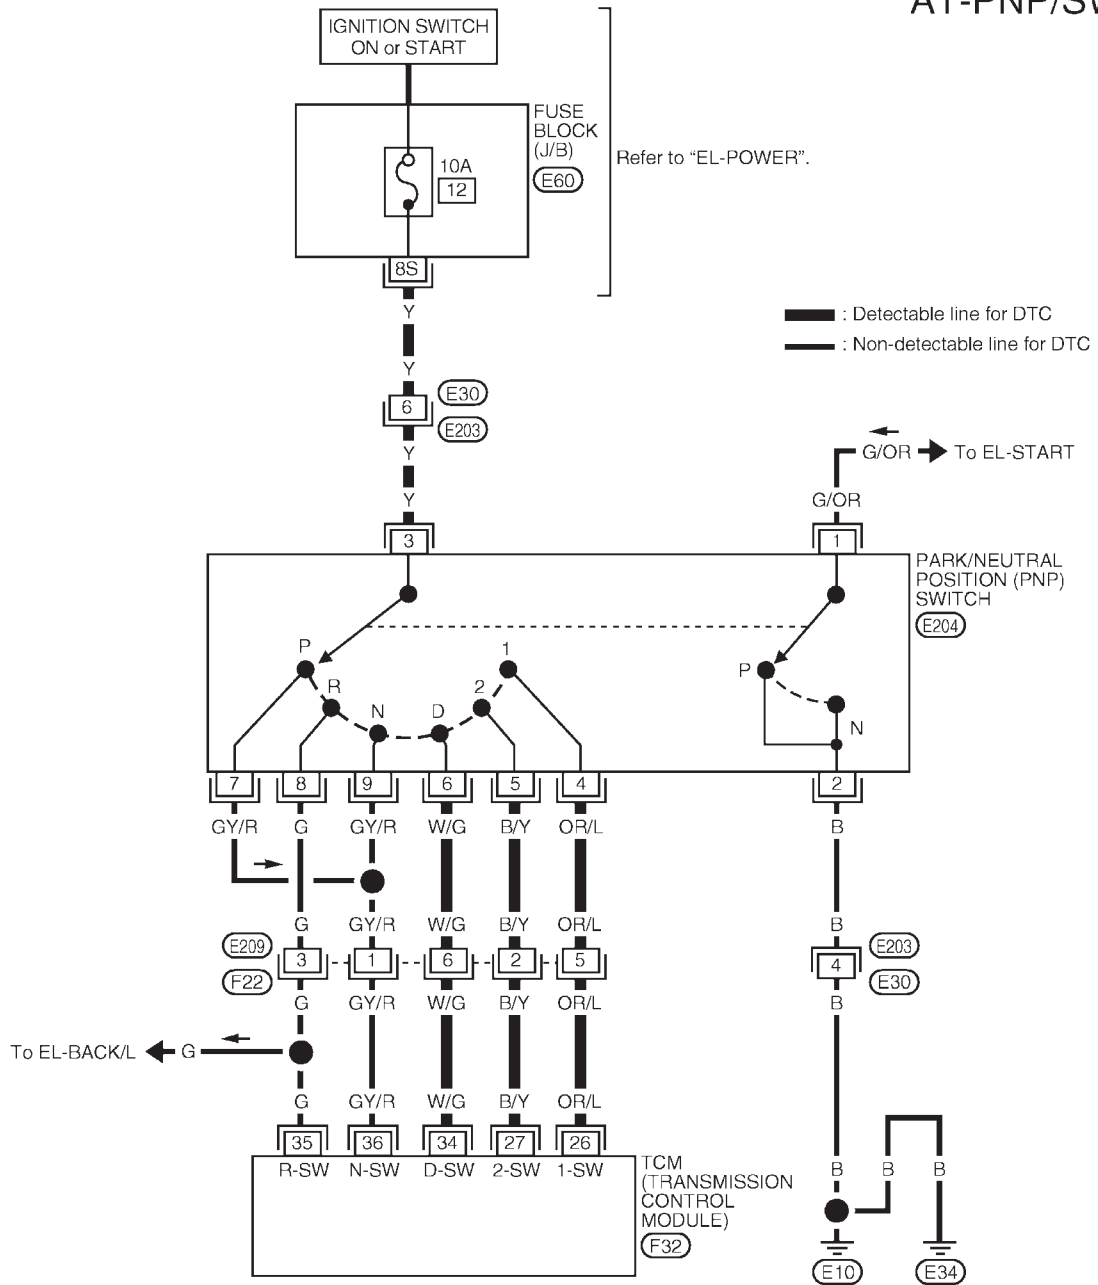 AT-PNP/SW
IGNITION SWITCH
ON or START
FUSE
BLOCK
(J/B)
E60
10A
12
Refer to “EL-POWER”.
8S
Y
: Detectable line for DTC
: Non-detectable line for DTC
Y
E30
6
E203
Y
G/OR
To EL-START
Y
G/OR
3
1
PARK/NEUTRAL
POSITION (PNP)
SWITCH
E204
P
R
N
D
2
1
P
N
7
8
9
6
5
4
2
GY/R
G
GY/R
W/G
B/Y
OR/L
B
G
GY/R
W/G
B/Y
OR/L
B
E209
3
1
6
2
5
E203
4
F22
E30
G
GY/R
W/G
B/Y
OR/L
B
To EL-BACK/L
G
G
GY/R
W/G
B/Y
OR/L
35
36
34
27
26
R-SW
N-SW
D-SW
2-SW
1-SW
TCM
(TRANSMISSION
CONTROL
MODULE)
F32
B
B
B
E10
E34